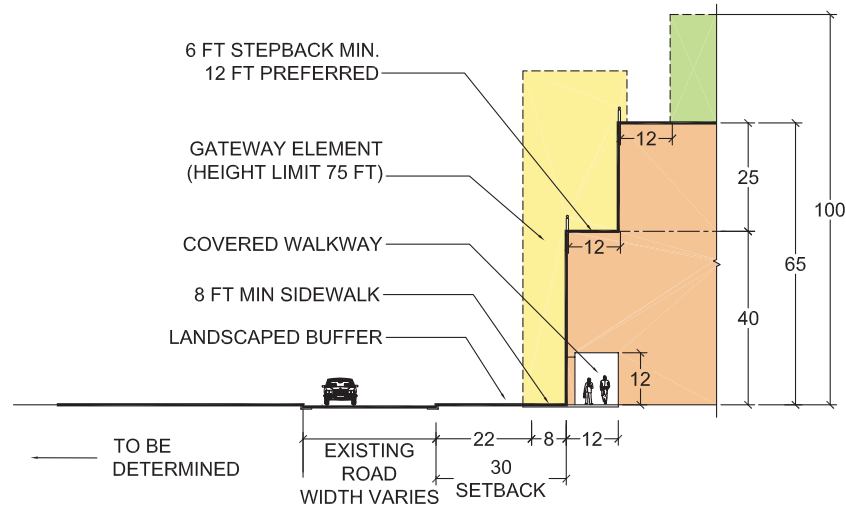 6 FT STEPBACK MIN.
12 FT PREFERRED
GATEWAY ELEMENT
(HEIGHT LIMIT 75 FT)
COVERED WALKWAY
8 FT MIN SIDEWALK
LANDSCAPED BUFFER
12
25
100
12
65
40
12
22
8
12
TO BE
DETERMINED
EXISTING
ROAD
WIDTH VARIES
30
SETBACK